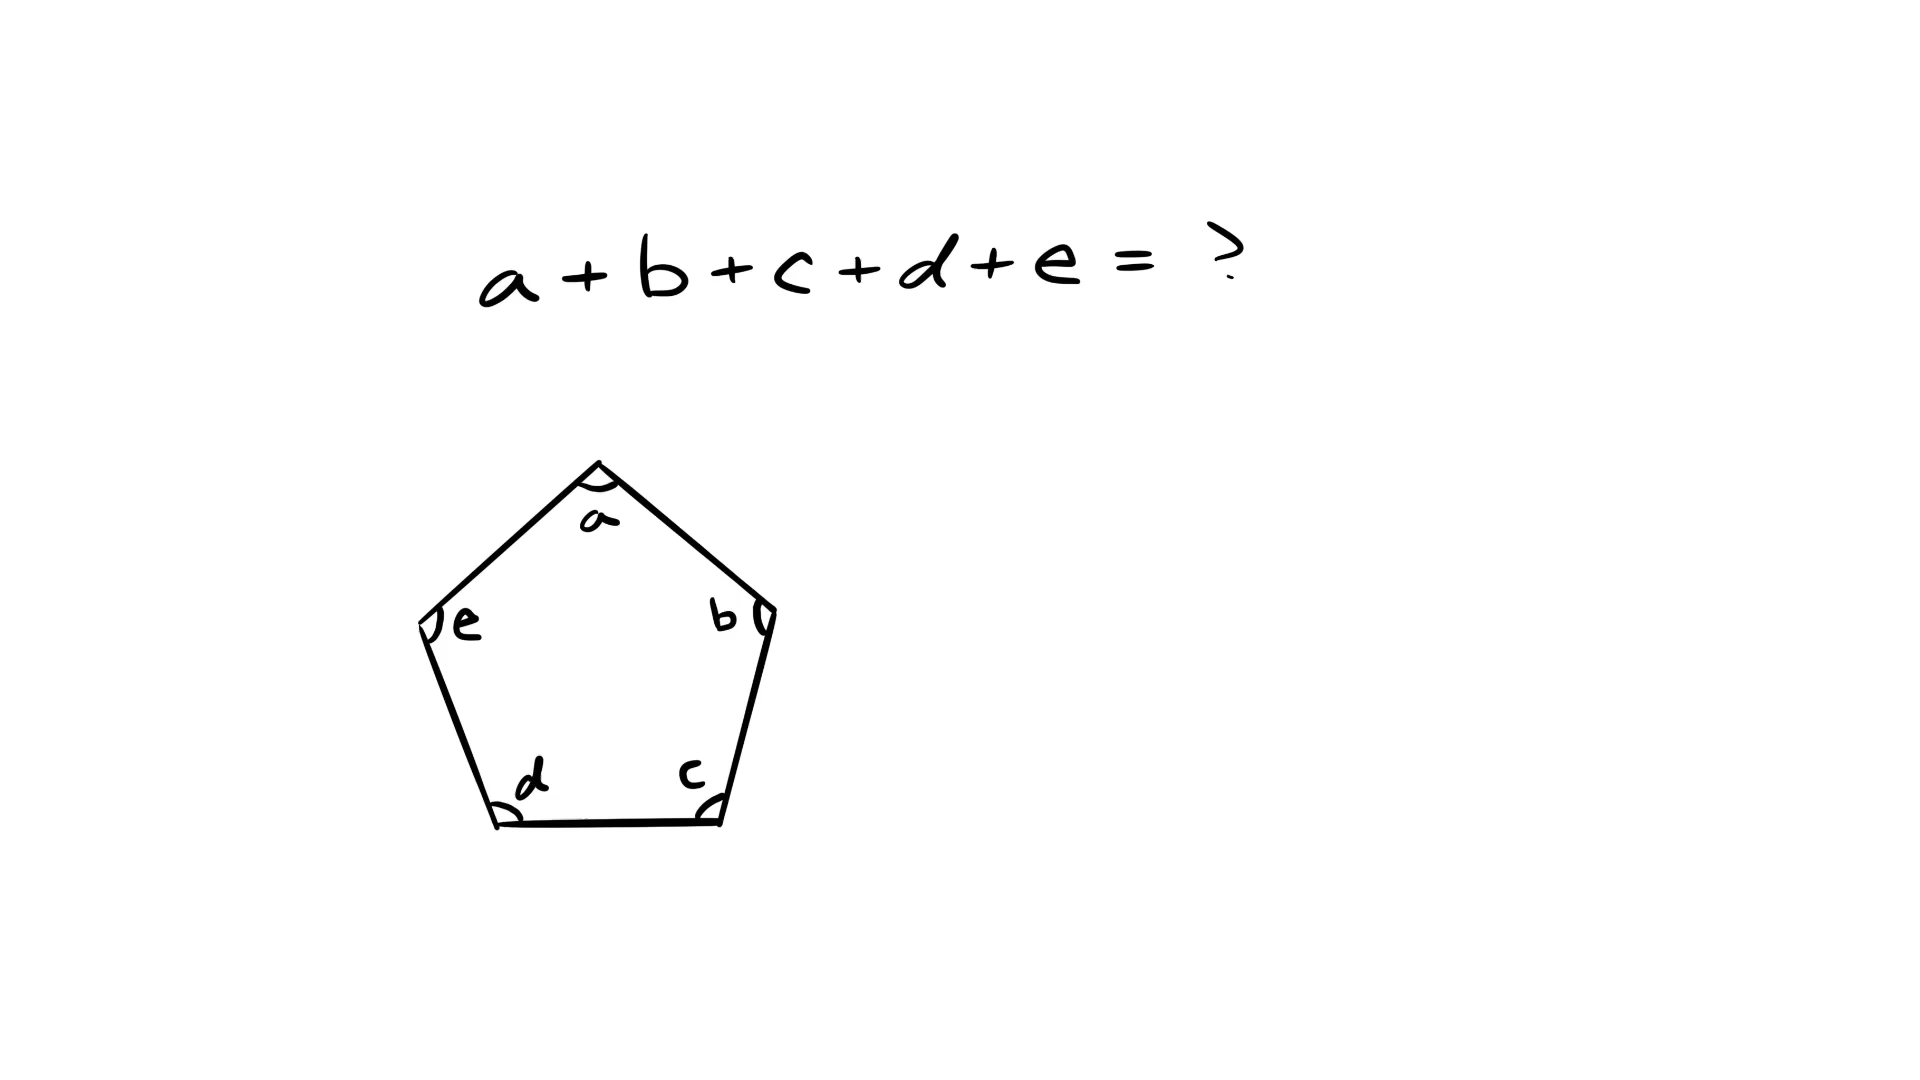 a + b + c + d + e = ?
a
e
b
d
c